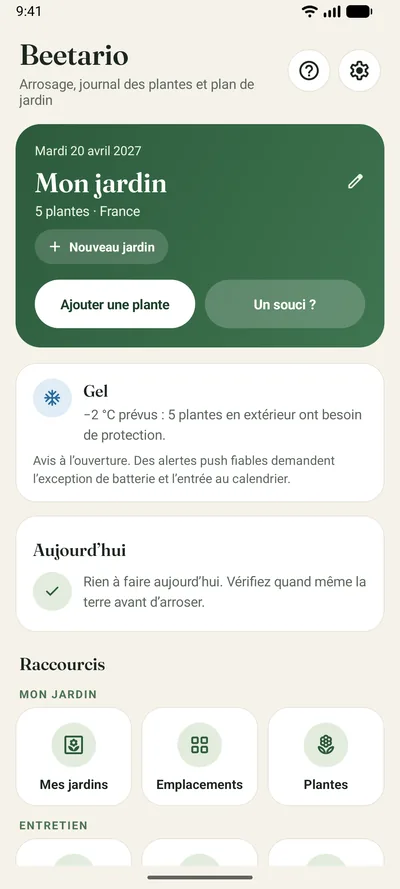 9:41
Beetario
Arrosage, journal des plantes et plan de
jardin
Mardi 20 avril 2027
Mon jardin
5 plantes · France
+ Nouveau jardin
Ajouter une plante
Un souci ?
Gel
−2 °C prévus : 5 plantes en extérieur ont besoin
de protection.
Avis à l’ouverture. Des alertes push fiables demandent
l’exception de batterie et l’entrée au calendrier.
Aujourd’hui
Rien à faire aujourd’hui. Vérifiez quand même la
terre avant d’arroser.
Raccourcis
MON JARDIN
Mes jardins
Emplacements
Plantes
ENTRETIEN